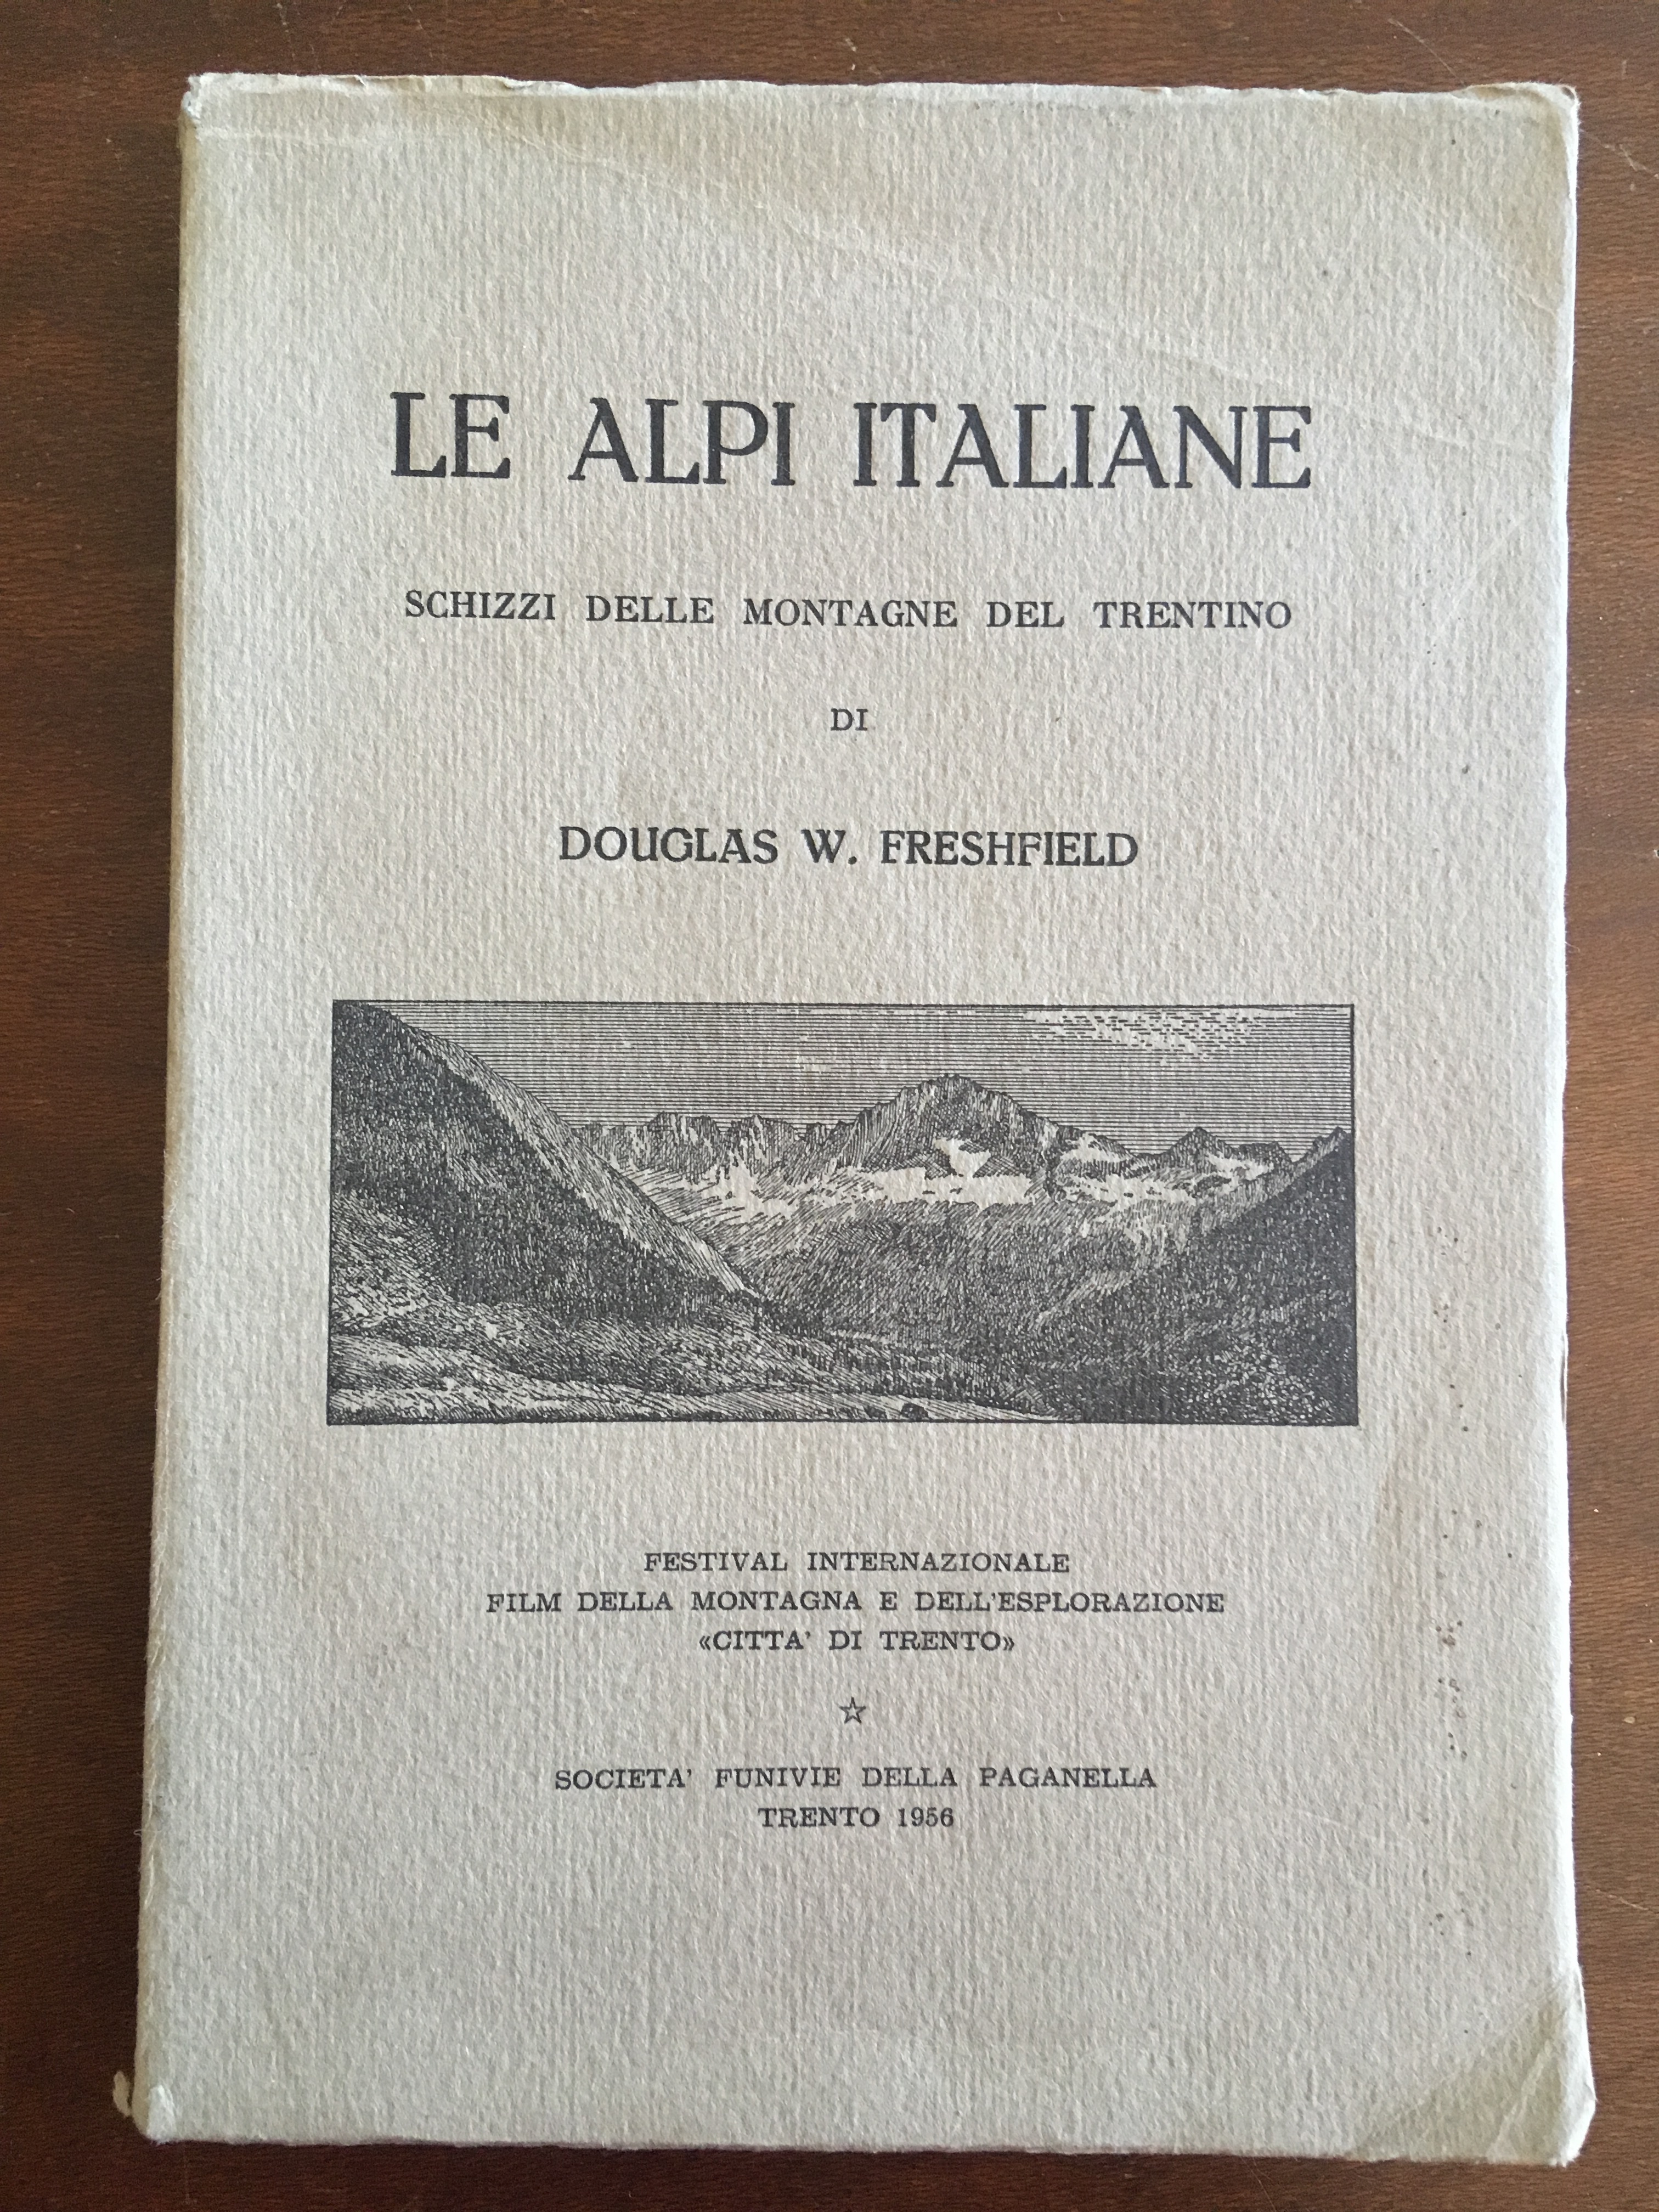 LE ALPI ITALIANE
SCHIZZI DELLE MONTAGNE DEL TRENTINO
DI
DOUGLAS W. FRESHFIELD
FESTIVAL INTERNAZIONALE
FILM DELLA MONTAGNA E DELL'ESPLORAZIONE
«CITTA' DI TRENTO»
SOCIETA' FUNIVIE DELLA PAGANELLA
TRENTO 1956